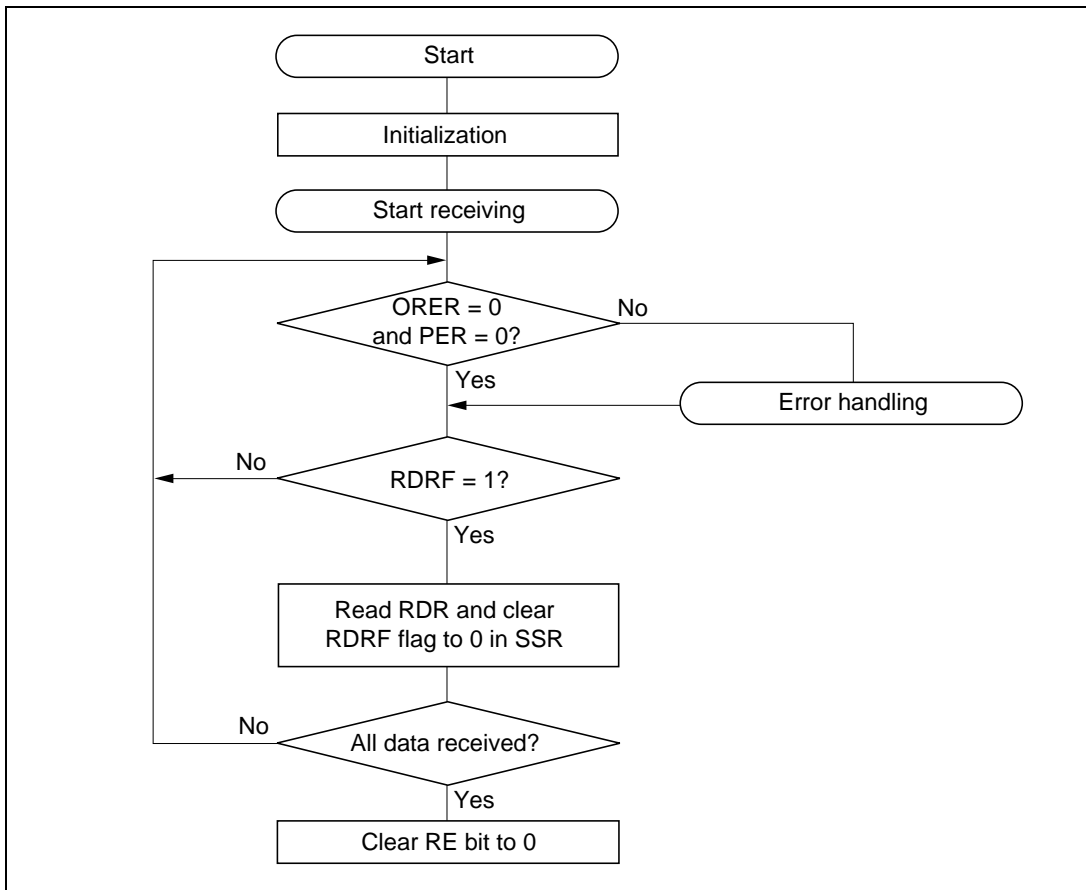 Start
Initialization
Start receiving
ORER = 0
and PER = 0?
No
Yes
Error handling
No
RDRF = 1?
Yes
Read RDR and clear
RDRF flag to 0 in SSR
No
All data received?
Yes
Clear RE bit to 0